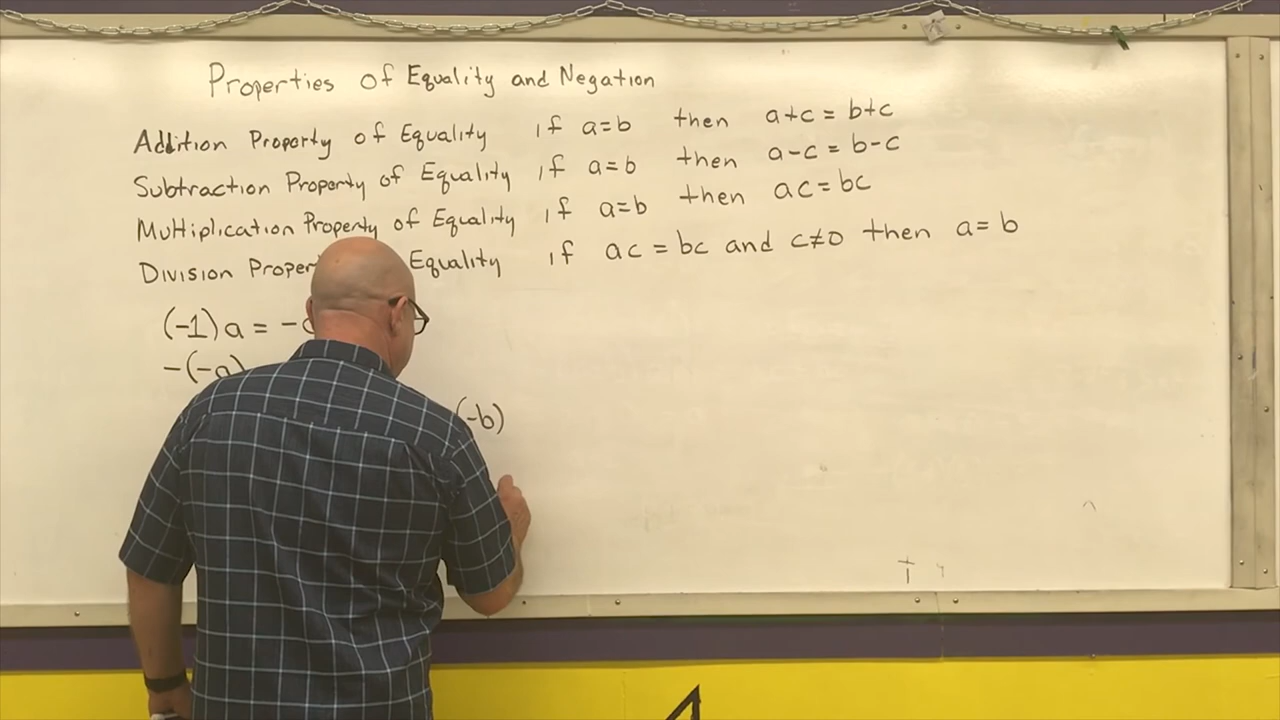 Properties of Equality and Negation
Addition Property of Equality if a=b then a+c = b+c
Subtraction Property of Equality if a=b then a-c = b-c
Multiplication Property of Equality if a=b then ac = bc
Division Proper Equality if ac = bc and c≠0 then a=b
(-1)a = -
-(-a)
(-b)